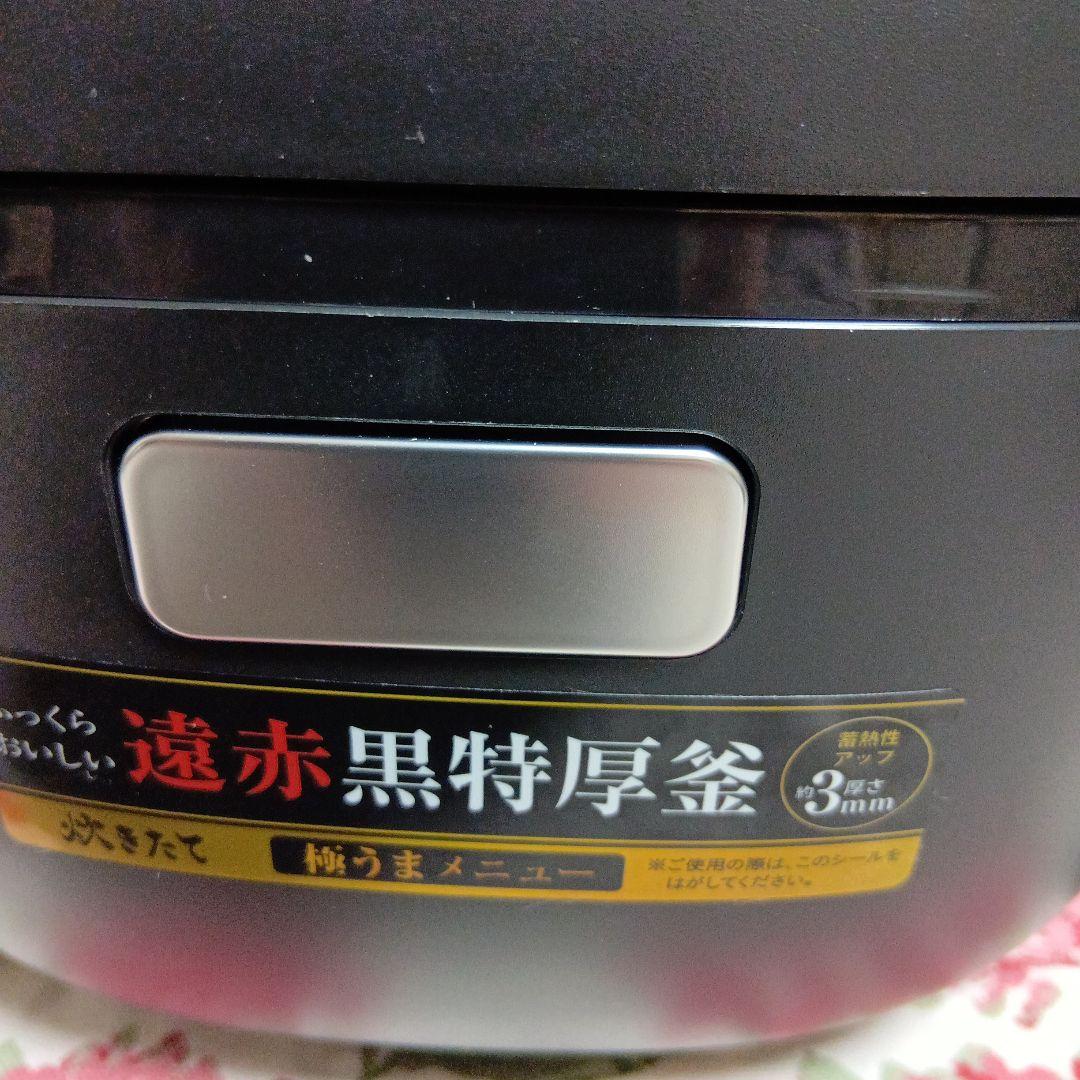 ふっくら
おいしい
遠赤黒特厚釜
蓄熱性
アップ
約厚さ3mm
炊きたて
極うまメニュー
※ご使用の際は、このシールを
はがしてください。